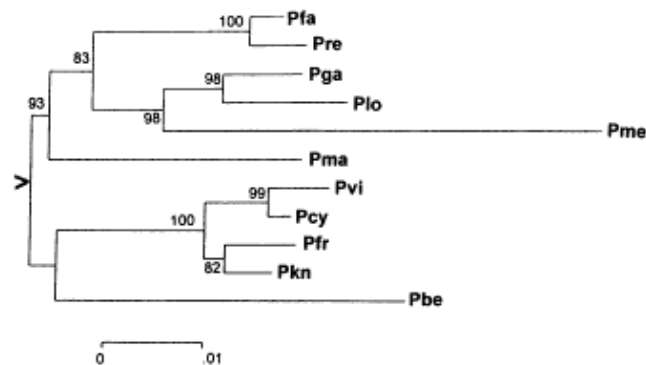 100 Pfa
Pre
83
98 Pga
93
Plo
98
Pme
Pma
V
99 Pvi
100
Pcy
Pfr
82 Pkn
Pbe
0 .01